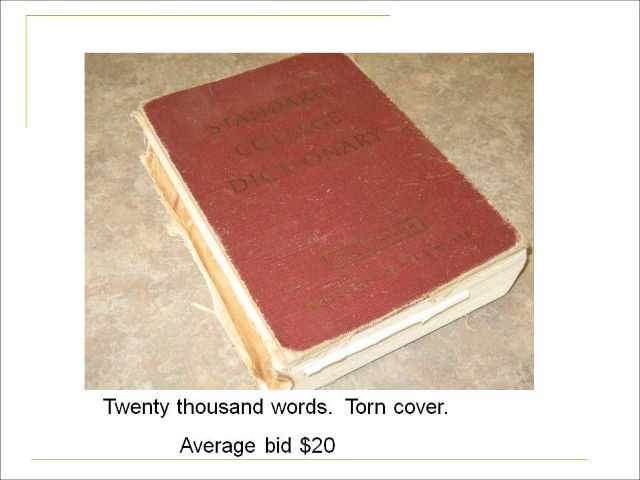 STANDARD
COLLEGE
DICTIONARY
Twenty thousand words.  Torn cover.
Average bid $20